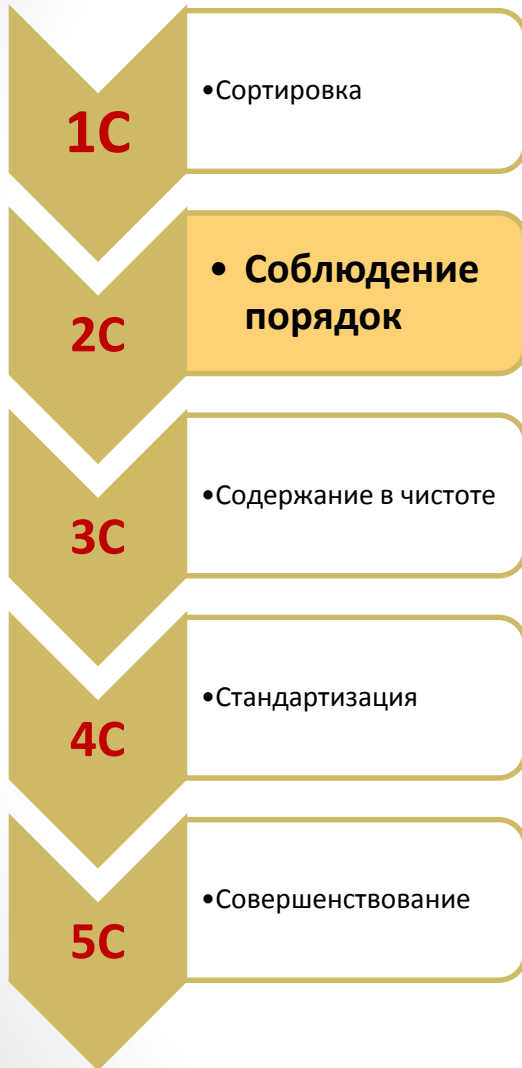 1С
•Сортировка
2С
• Соблюдение
порядок
3С
•Содержание в чистоте
4С
•Стандартизация
5С
•Совершенствование